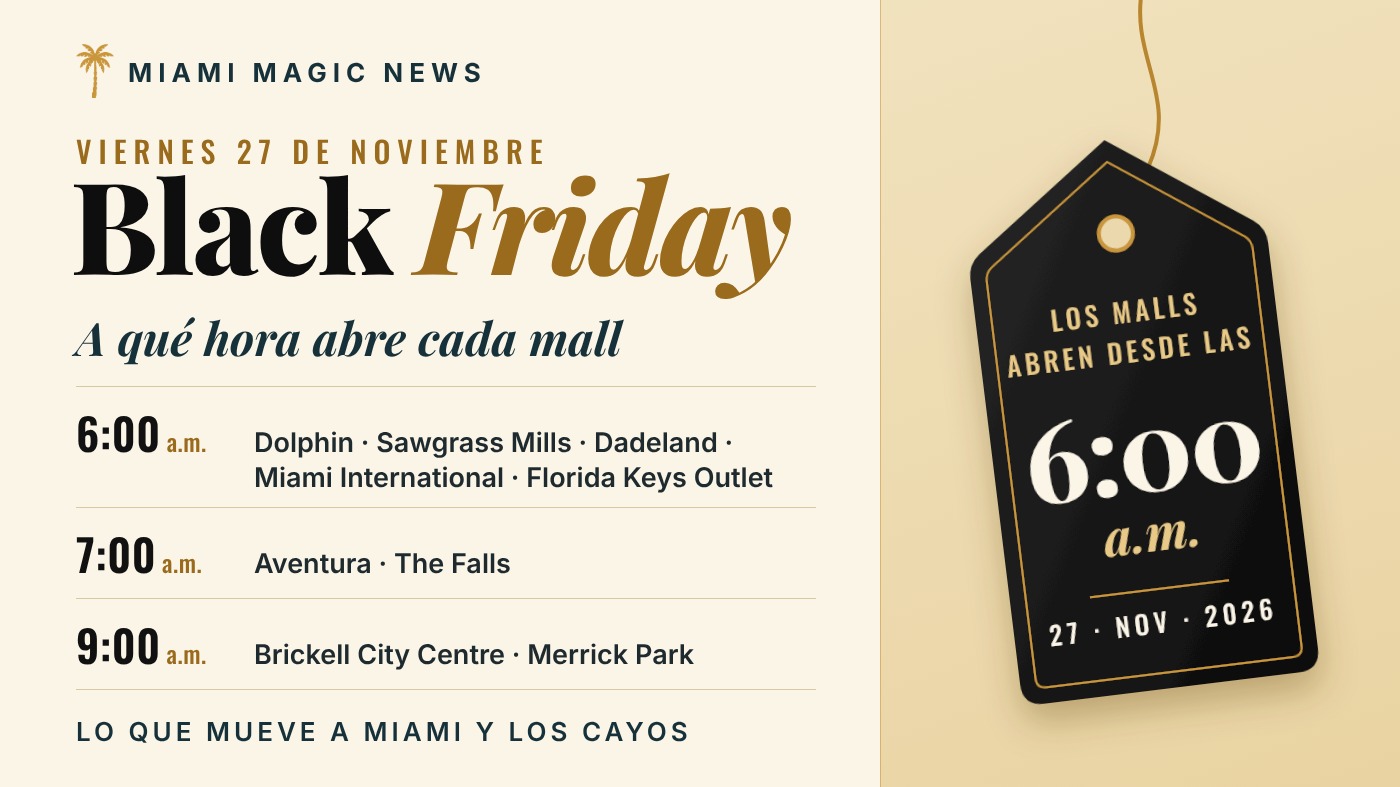 MIAMI MAGIC NEWS
VIERNES 27 DE NOVIEMBRE
Black Friday
A qué hora abre cada mall
6:00 a.m. Dolphin · Sawgrass Mills · Dadeland ·
Miami International · Florida Keys Outlet
7:00 a.m. Aventura · The Falls
9:00 a.m. Brickell City Centre · Merrick Park
LO QUE MUEVE A MIAMI Y LOS CAYOS
LOS MALLS
ABREN DESDE LAS
6:00
a.m.
27 · NOV · 2026